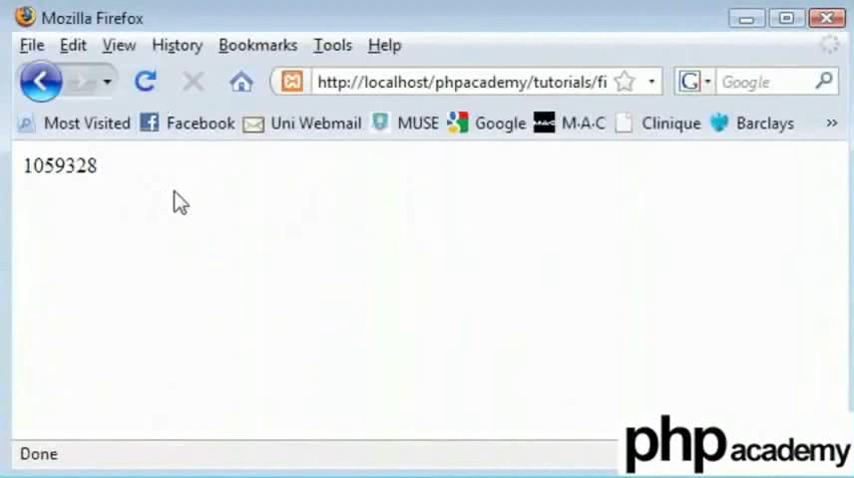 Mozilla Firefox
File Edit View History Bookmarks Tools Help
http://localhost/phpacademy/tutorials/fi Google
Most Visited Facebook Uni Webmail MUSE Google M·A·C Clinique Barclays »
1059328
Done
php academy